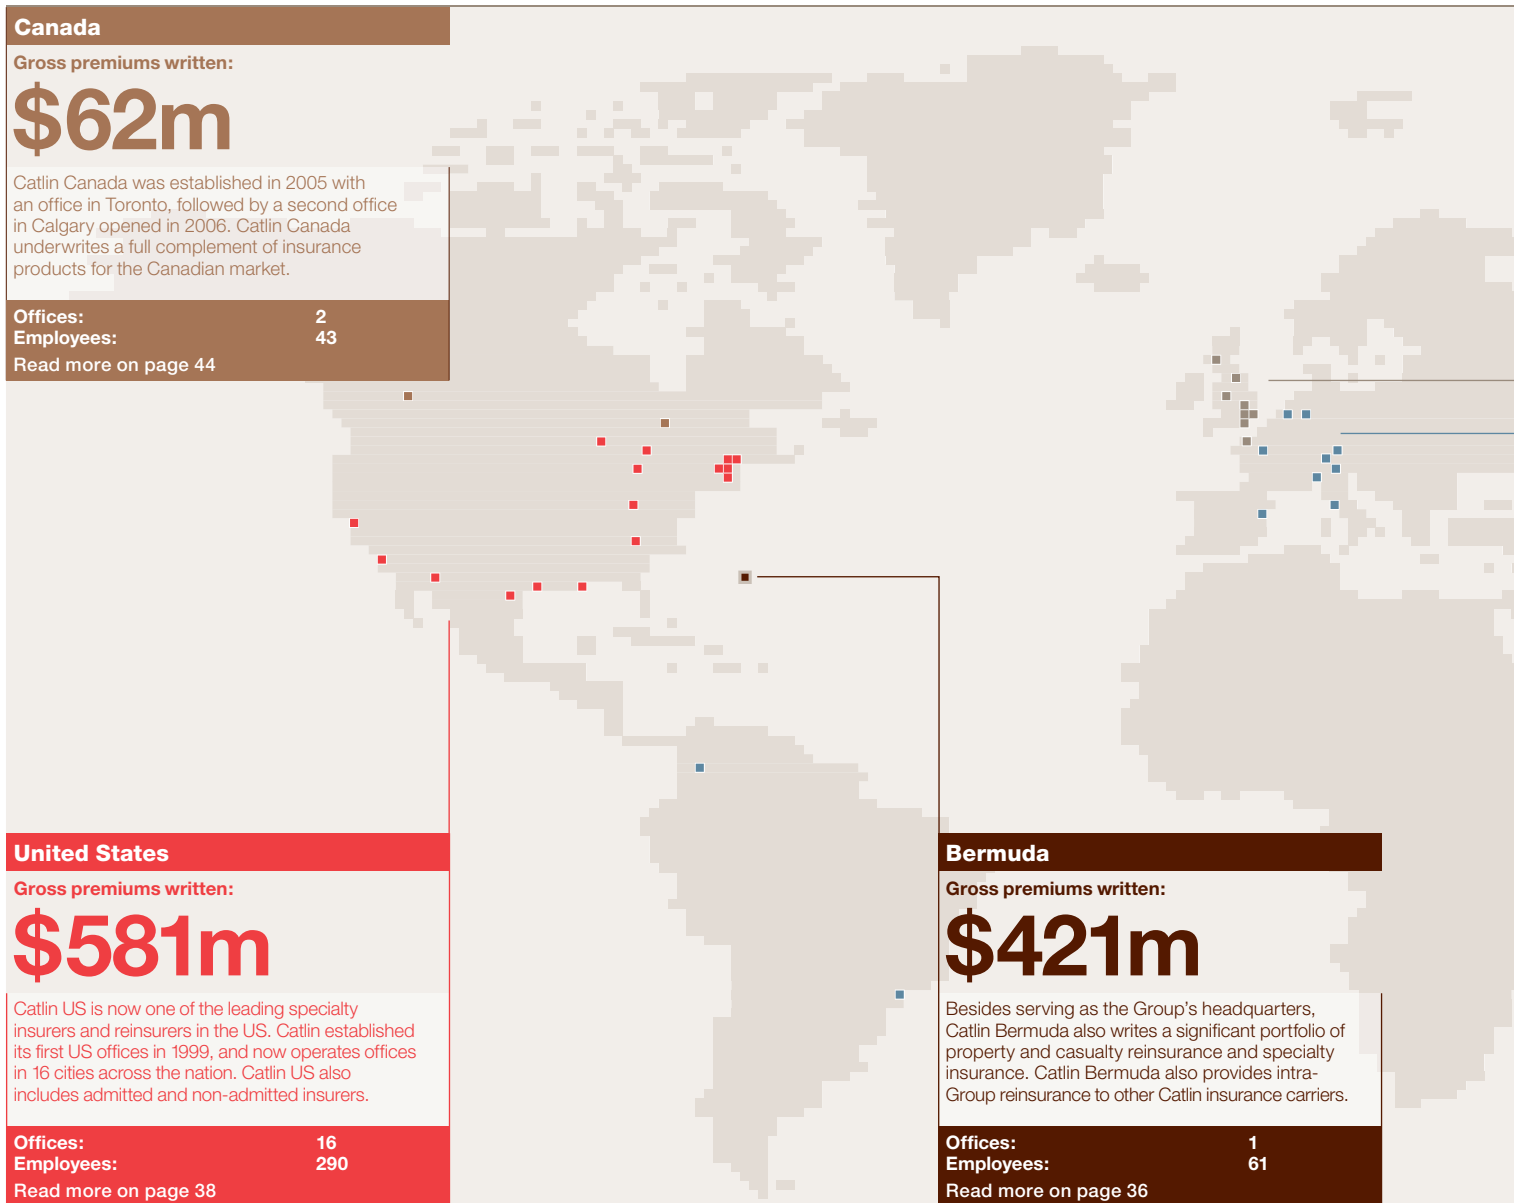 Canada
Gross premiums written:
$62m
Catlin Canada was established in 2005 with
an office in Toronto, followed by a second office
in Calgary opened in 2006. Catlin Canada
underwrites a full complement of insurance
products for the Canadian market.
Offices: 2
Employees: 43
Read more on page 44
United States
Gross premiums written:
$581m
Catlin US is now one of the leading specialty
insurers and reinsurers in the US. Catlin established
its first US offices in 1999, and now operates offices
in 16 cities across the nation. Catlin US also
includes admitted and non-admitted insurers.
Offices: 16
Employees: 290
Read more on page 38
Bermuda
Gross premiums written:
$421m
Besides serving as the Group’s headquarters,
Catlin Bermuda also writes a significant portfolio of
property and casualty reinsurance and specialty
insurance. Catlin Bermuda also provides intra-
Group reinsurance to other Catlin insurance carriers.
Offices: 1
Employees: 61
Read more on page 36